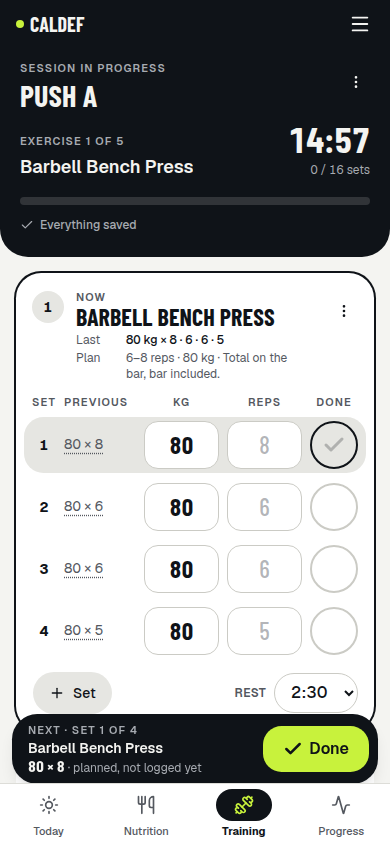 CALDEF
SESSION IN PROGRESS
PUSH A
EXERCISE 1 OF 5
14:57
Barbell Bench Press
0 / 16 sets
Everything saved
1
NOW
BARBELL BENCH PRESS
Last 80 kg × 8 · 6 · 6 · 5
Plan 6–8 reps · 80 kg · Total on the
bar, bar included.
SET PREVIOUS KG REPS DONE
1 80 × 8 80 8
2 80 × 6 80 6
3 80 × 6 80 6
4 80 × 5 80 5
+ Set REST 2:30
NEXT · SET 1 OF 4
Barbell Bench Press
80 × 8 · planned, not logged yet
Done
Today Nutrition Training Progress